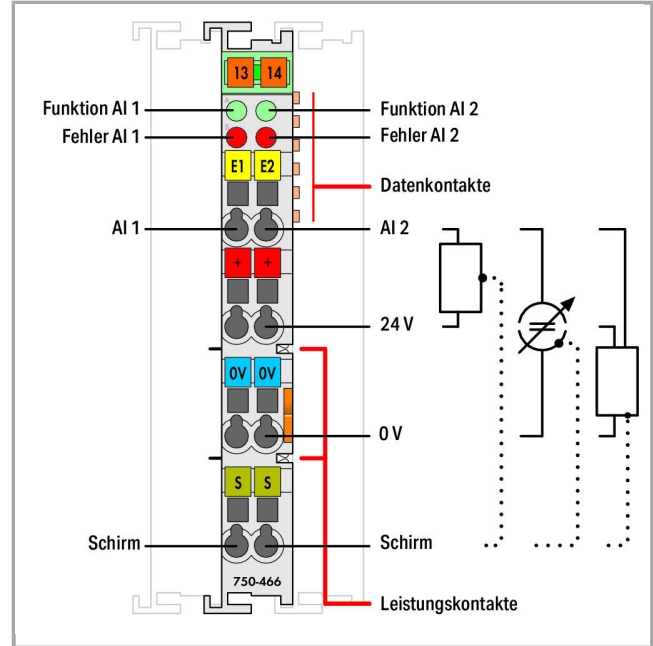 13 14
Funktion AI 1
Funktion AI 2
Fehler AI 1
Fehler AI 2
E1 E2
Datenkontakte
AI 1
AI 2
+ +
24 V
0V 0V
0 V
S S
Schirm
Schirm
750-466
Leistungskontakte